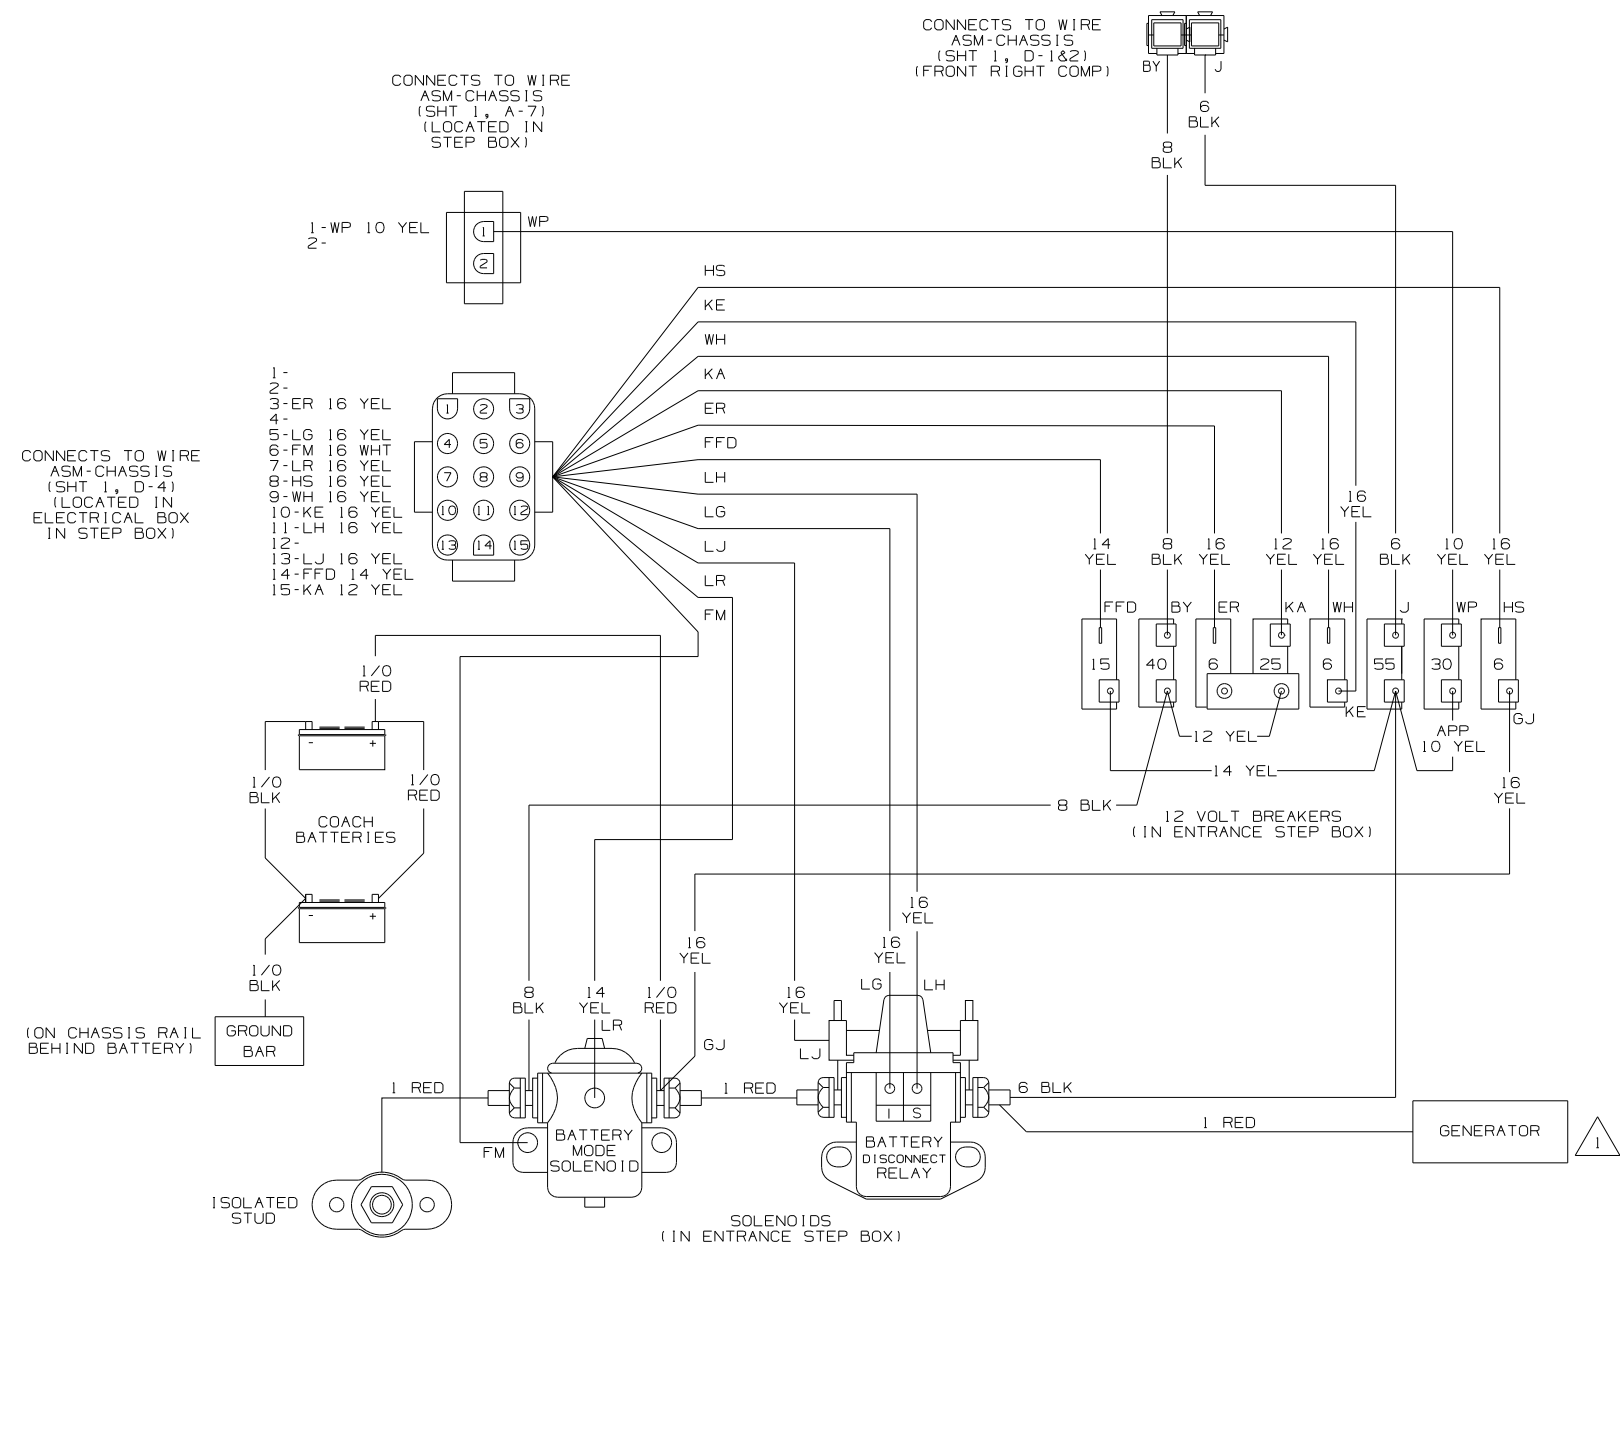 CONNECTS TO WIRE
ASM-CHASSIS
(SHT 1, D-1&2)
(FRONT RIGHT COMP)
BY
J
6
BLK
8
BLK
CONNECTS TO WIRE
ASM-CHASSIS
(SHT 1, A-7)
(LOCATED IN
STEP BOX)
1-WP 10 YEL
2-
1
2
WP
HS
KE
WH
KA
ER
FFD
LH
LG
LJ
LR
FM
CONNECTS TO WIRE
ASM-CHASSIS
(SHT 1, D-4)
(LOCATED IN
ELECTRICAL BOX
IN STEP BOX)
1-
2-
3-ER 16 YEL
4-
5-LG 16 YEL
6-FM 16 WHT
7-LR 16 YEL
8-HS 16 YEL
9-WH 16 YEL
10-KE 16 YEL
11-LH 16 YEL
12-
13-LJ 16 YEL
14-FFD 14 YEL
15-KA 12 YEL
1 2 3
4 5 6
7 8 9
10 11 12
13 14 15
16
YEL
14
YEL
8
BLK
16
YEL
12
YEL
16
YEL
6
BLK
10
YEL
16
YEL
FFD BY ER KA WH J WP HS
15 40 6 25 6 55 30 6
KE
GJ
12 YEL
APP
10 YEL
14 YEL
16
YEL
8 BLK
12 VOLT BREAKERS
(IN ENTRANCE STEP BOX)
1/0
RED
- +
1/0
BLK
1/0
RED
COACH
BATTERIES
- +
1/0
BLK
(ON CHASSIS RAIL
BEHIND BATTERY)
GROUND
BAR
8
BLK
14
YEL
LR
1/0
RED
16
YEL
GJ
16
YEL
LJ
16
YEL
LG
16
YEL
LH
1 RED
1 RED
6 BLK
1 RED
I S
FM
BATTERY
MODE
SOLENOID
BATTERY
DISCONNECT
RELAY
GENERATOR
1
ISOLATED
STUD
SOLENOIDS
(IN ENTRANCE STEP BOX)